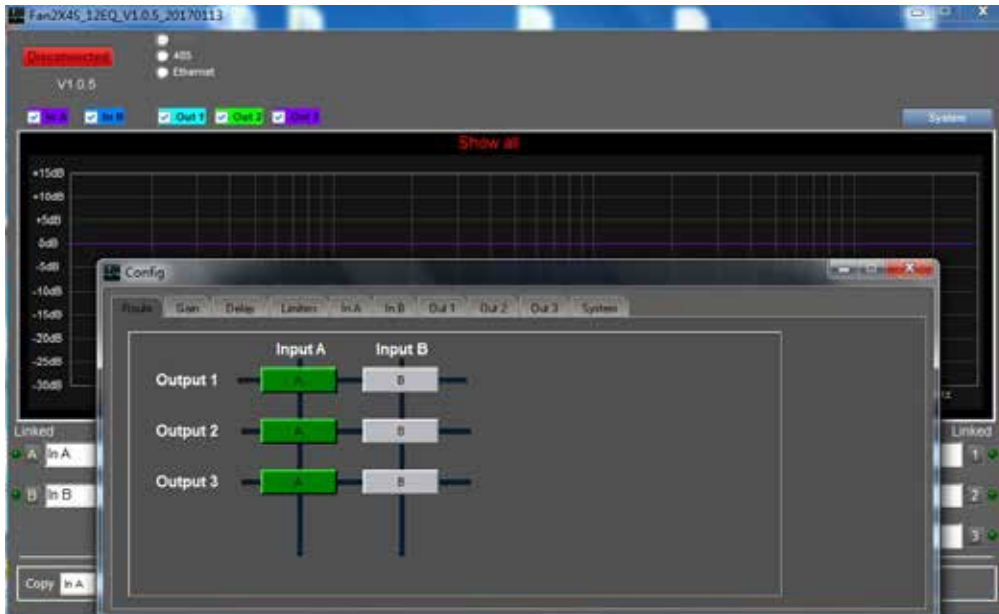 Fan2X4S_12EQ_V1.0.5_20170113
Disconnected
485
Ethernet
V1.0.5
In A In B Out 1 Out 2 Out 3
System
Show all
+15dB
+10dB
+5dB
0dB
-5dB
-10dB
-15dB
-20dB
-25dB
-30dB
Hz
Config
Route Gain Delay Limiters In A In B Out 1 Out 2 Out 3 System
Input A Input B
Output 1 A B
Output 2 A B
Output 3 A B
Linked Linked
A In A 1
B In B 2
3
Copy In A